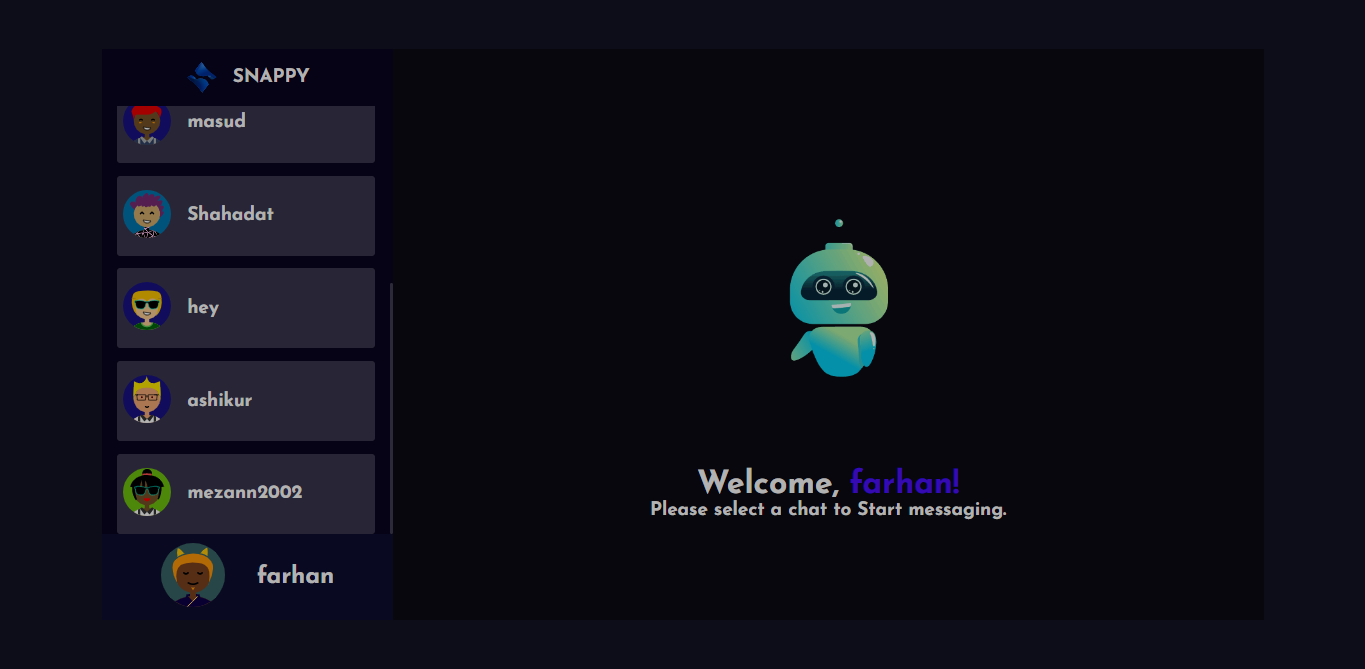 SNAPPY
masud
Shahadat
hey
ashikur
mezann2002
farhan
Welcome, farhan!
Please select a chat to Start messaging.